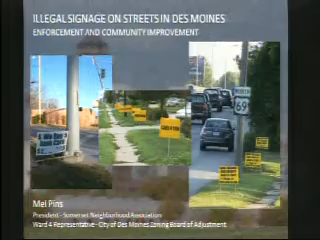 ILLEGAL SIGNAGE ON STREETS IN DES MOINES
ENFORCEMENT AND COMMUNITY IMPROVEMENT
NORTH
69
Mel Pins
President - Somerset Neighborhood Association
Ward 4 Representative - City of Des Moines Zoning Board of Adjustment